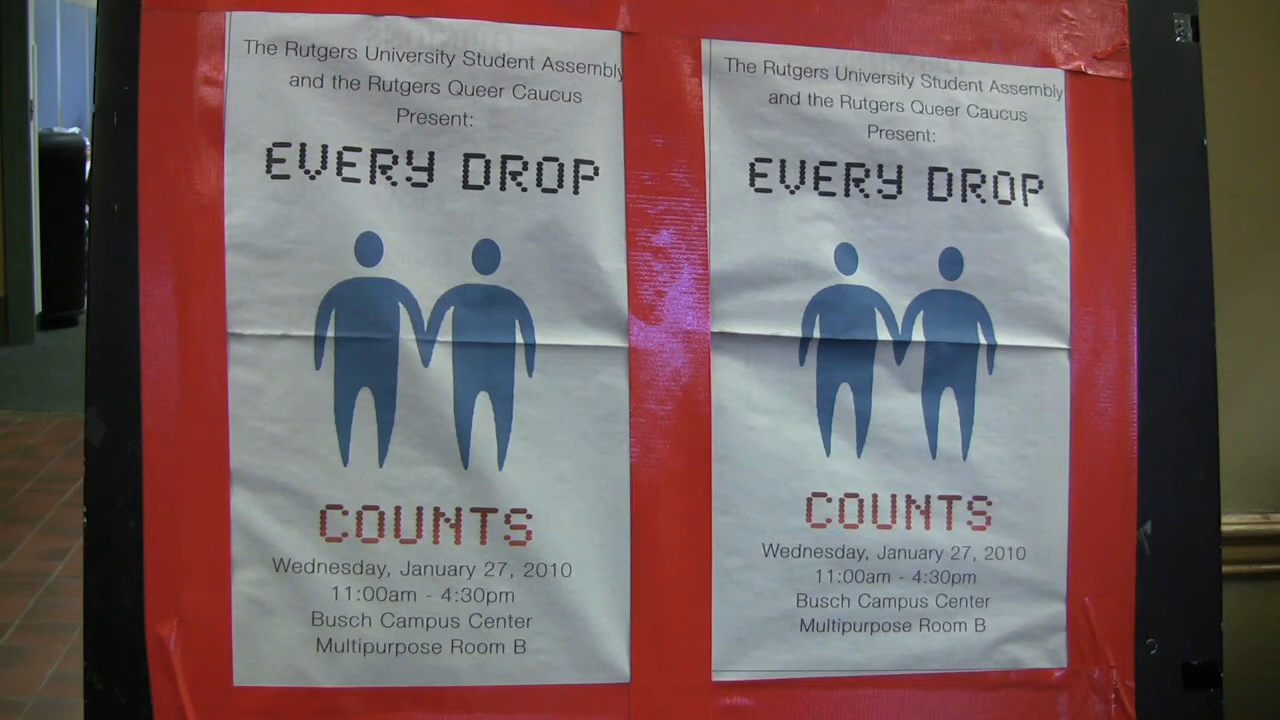 The Rutgers University Student Assembly
and the Rutgers Queer Caucus
Present:
EVERY DROP
COUNTS
Wednesday, January 27, 2010
11:00am - 4:30pm
Busch Campus Center
Multipurpose Room B
The Rutgers University Student Assembly
and the Rutgers Queer Caucus
Present:
EVERY DROP
COUNTS
Wednesday, January 27, 2010
11:00am - 4:30pm
Busch Campus Center
Multipurpose Room B